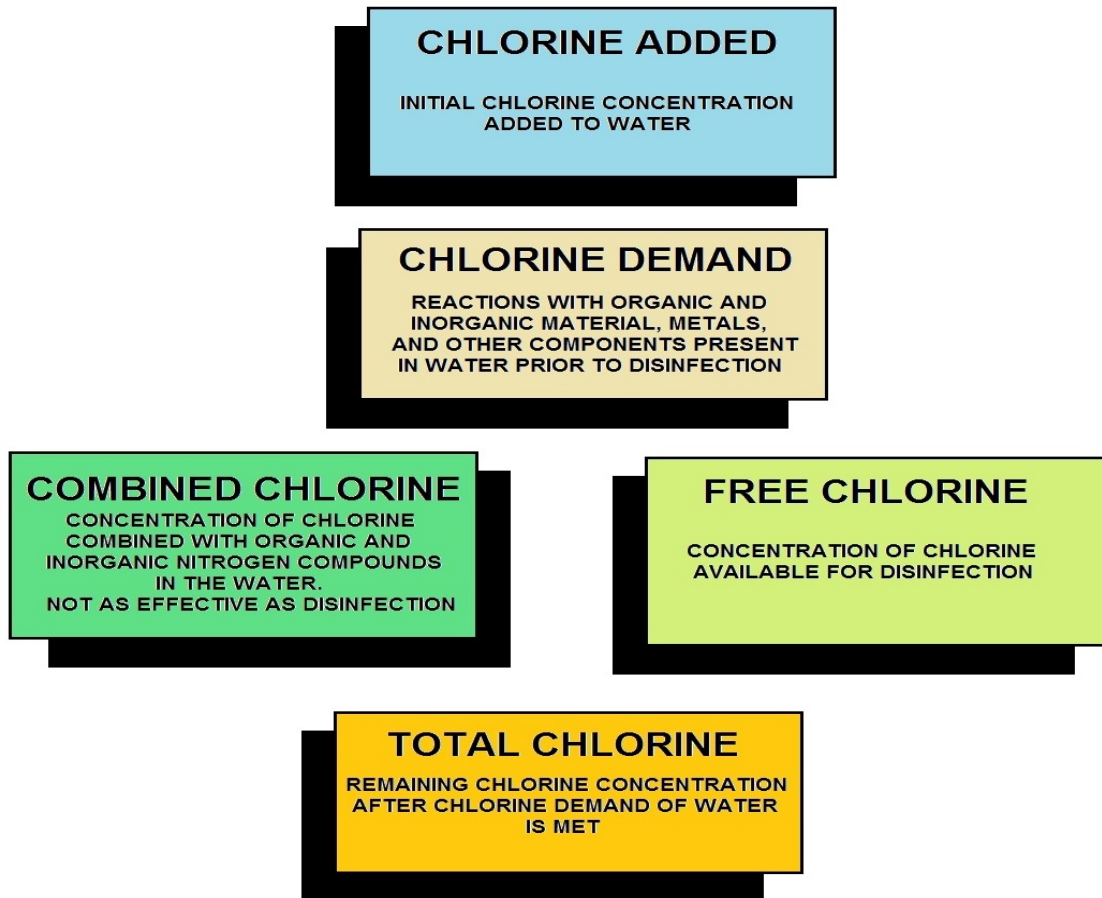 CHLORINE ADDED
INITIAL CHLORINE CONCENTRATION
ADDED TO WATER
CHLORINE DEMAND
REACTIONS WITH ORGANIC AND
INORGANIC MATERIAL, METALS,
AND OTHER COMPONENTS PRESENT
IN WATER PRIOR TO DISINFECTION
COMBINED CHLORINE
CONCENTRATION OF CHLORINE
COMBINED WITH ORGANIC AND
INORGANIC NITROGEN COMPOUNDS
IN THE WATER.
NOT AS EFFECTIVE AS DISINFECTION
FREE CHLORINE
CONCENTRATION OF CHLORINE
AVAILABLE FOR DISINFECTION
TOTAL CHLORINE
REMAINING CHLORINE CONCENTRATION
AFTER CHLORINE DEMAND OF WATER
IS MET